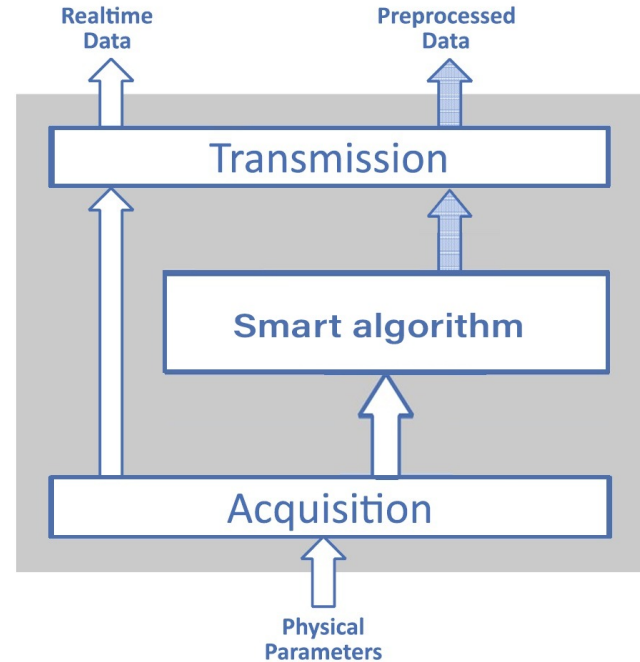 Realtime
Data
Preprocessed
Data
Transmission
Smart algorithm
Acquisition
Physical
Parameters